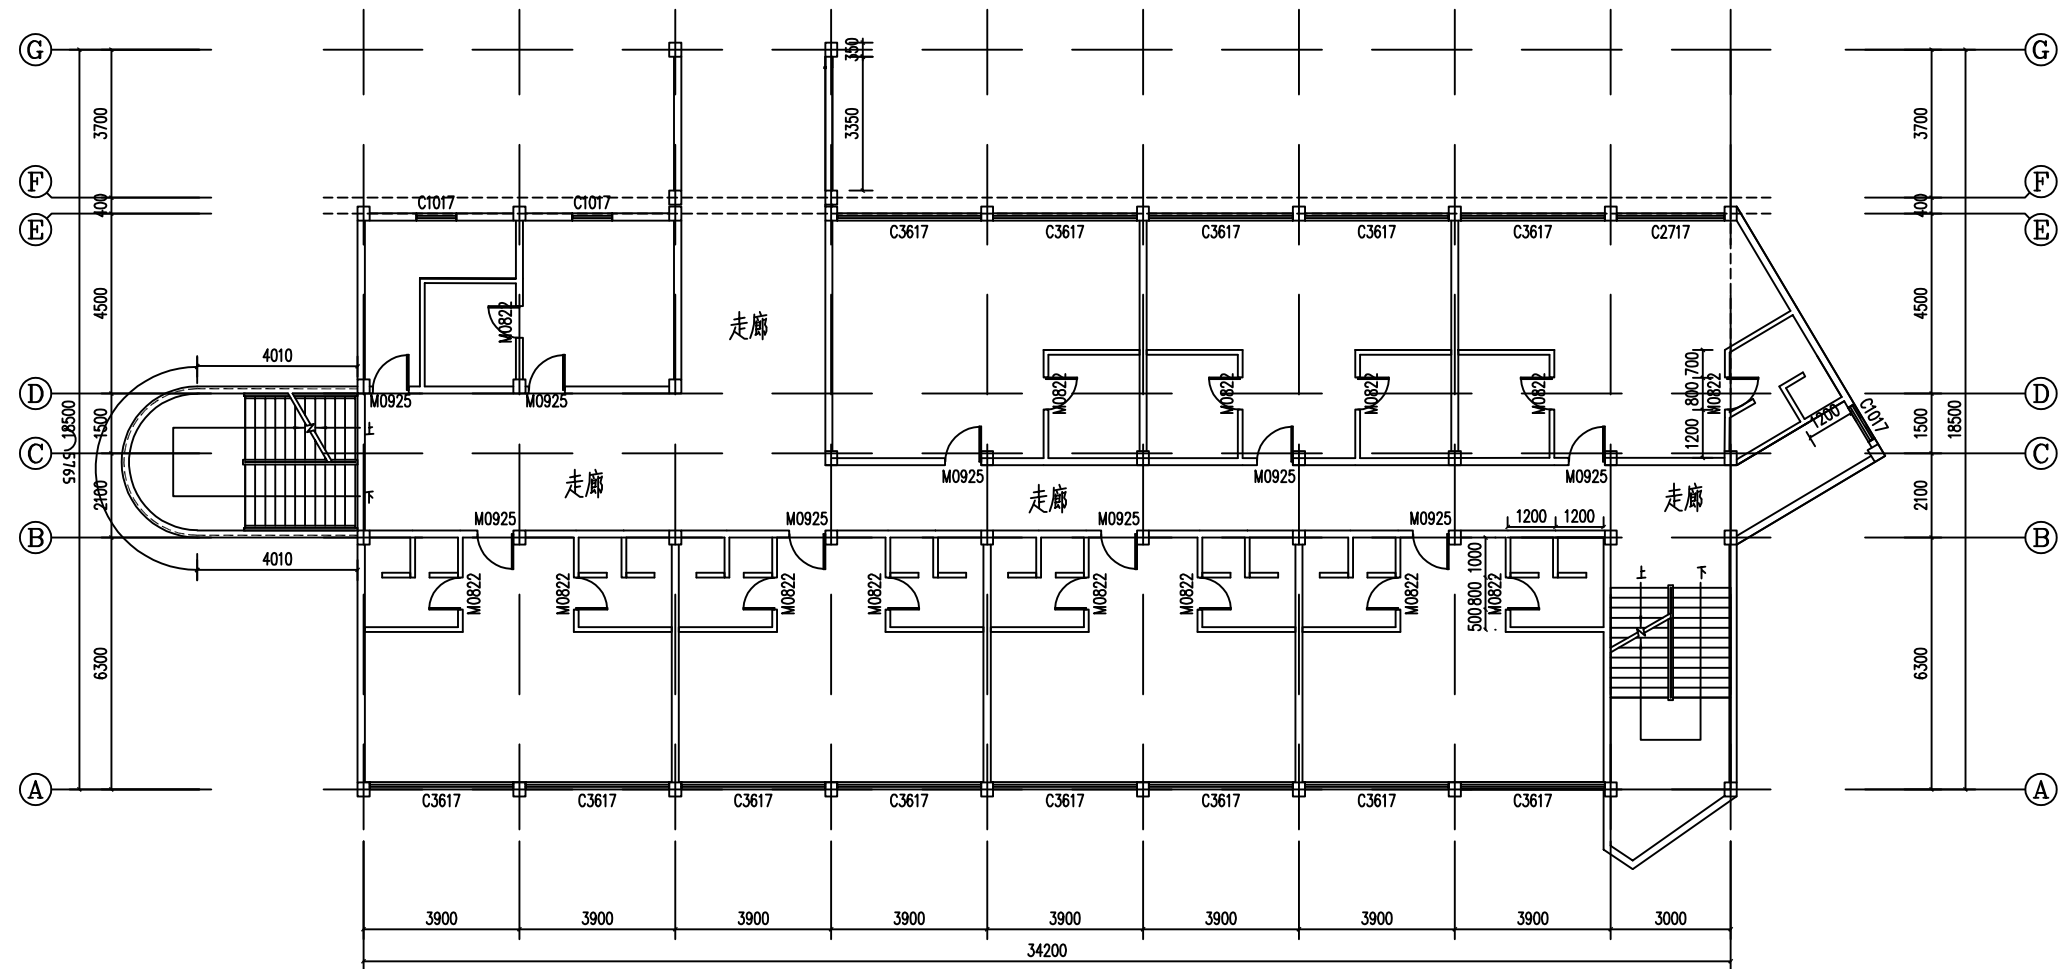 G
G
350
3700
3350
3700
F
F
C1017
C1017
400
400
E
E
C3617
C3617
C3617
C3617
C3617
C2717
4500
4500
M0822
走廊
4010
700
800
D
D
M0925
M0925
M0822
M0822
M0822
M0822
M0822
1200
C1017
18500
1500
上
1200
1500
18500
C
C
5765
走廊
M0925
M0925
M0925
走廊
走廊
2100
下
2100
M0925
M0925
M0925
M0925
1200
1200
B
B
4010
1000
800
500
M0822
M0822
M0822
M0822
M0822
M0822
M0822
M0822
上
下
6300
6300
A
A
C3617
C3617
C3617
C3617
C3617
C3617
C3617
C3617
3900
3900
3900
3900
3900
3900
3900
3900
3000
34200